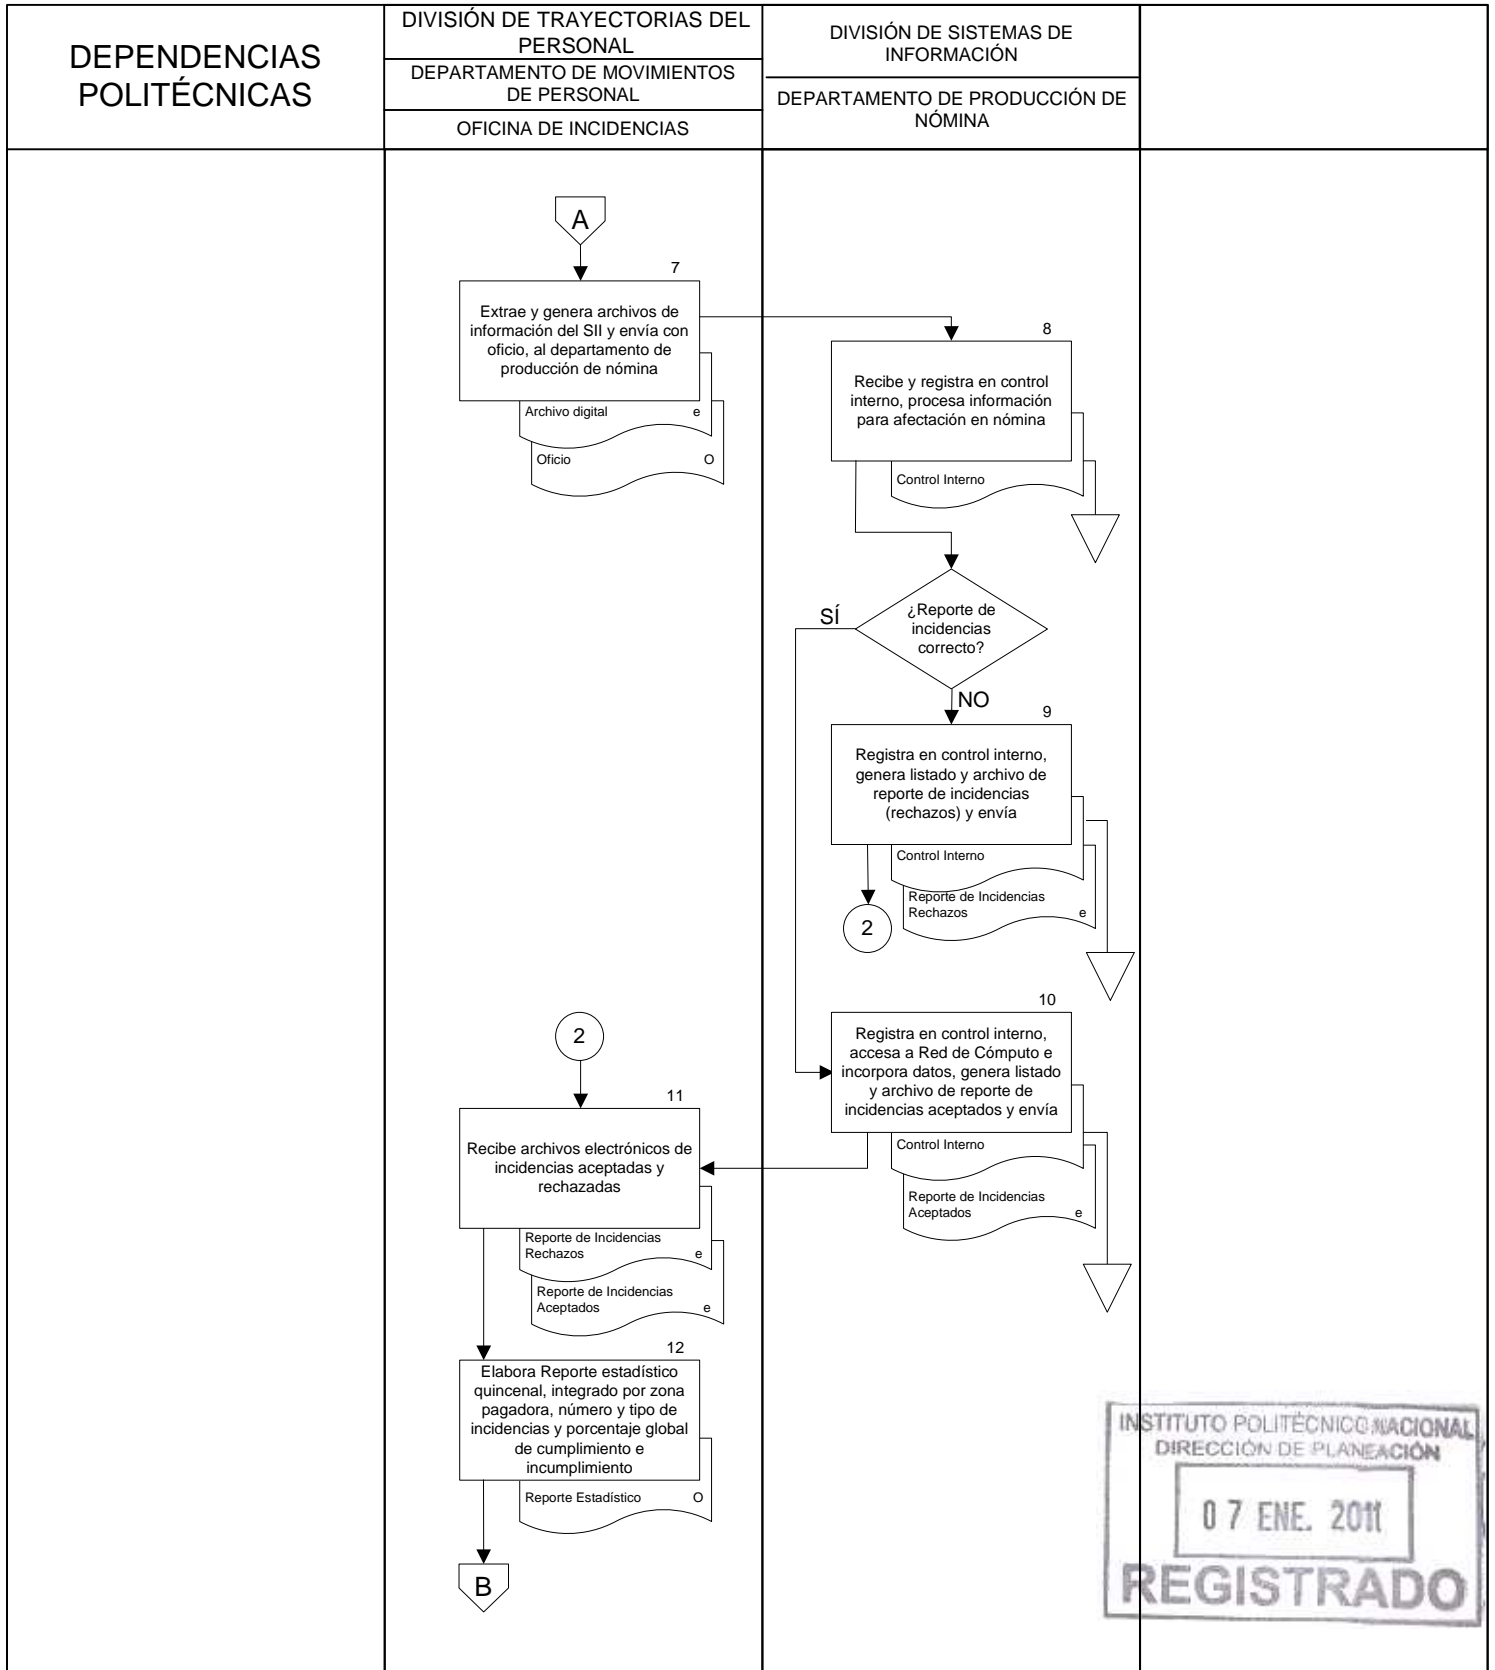 DEPENDENCIAS
POLITÉCNICAS
DIVISIÓN DE TRAYECTORIAS DEL
PERSONAL
DEPARTAMENTO DE MOVIMIENTOS
DE PERSONAL
OFICINA DE INCIDENCIAS
DIVISIÓN DE SISTEMAS DE
INFORMACIÓN
DEPARTAMENTO DE PRODUCCIÓN DE
NÓMINA
A
7
Extrae y genera archivos de
información del SII y envía con
oficio, al departamento de
producción de nómina
Archivo digital e
Oficio O
8
Recibe y registra en control
interno, procesa información
para afectación en nómina
Control Interno
¿Reporte de
incidencias
correcto?
SÍ
NO
9
Registra en control interno,
genera listado y archivo de
reporte de incidencias
(rechazos) y envía
Control Interno
Reporte de Incidencias
Rechazos e
2
10
Registra en control interno,
accesa a Red de Cómputo e
incorpora datos, genera listado
y archivo de reporte de
incidencias aceptados y envía
Control Interno
Reporte de Incidencias
Aceptados e
2
11
Recibe archivos electrónicos de
incidencias aceptadas y
rechazadas
Reporte de Incidencias
Rechazos e
Reporte de Incidencias
Aceptados e
12
Elabora Reporte estadístico
quincenal, integrado por zona
pagadora, número y tipo de
incidencias y porcentaje global
de cumplimiento e
incumplimiento
Reporte Estadístico O
B
INSTITUTO POLITÉCNICO NACIONAL
DIRECCIÓN DE PLANEACIÓN
07 ENE. 2011
REGISTRADO